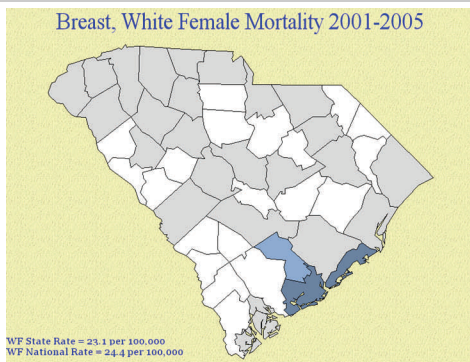 Breast, White Female Mortality 2001-2005
WF State Rate = 23.1 per 100,000
WF National Rate = 24.4 per 100,000